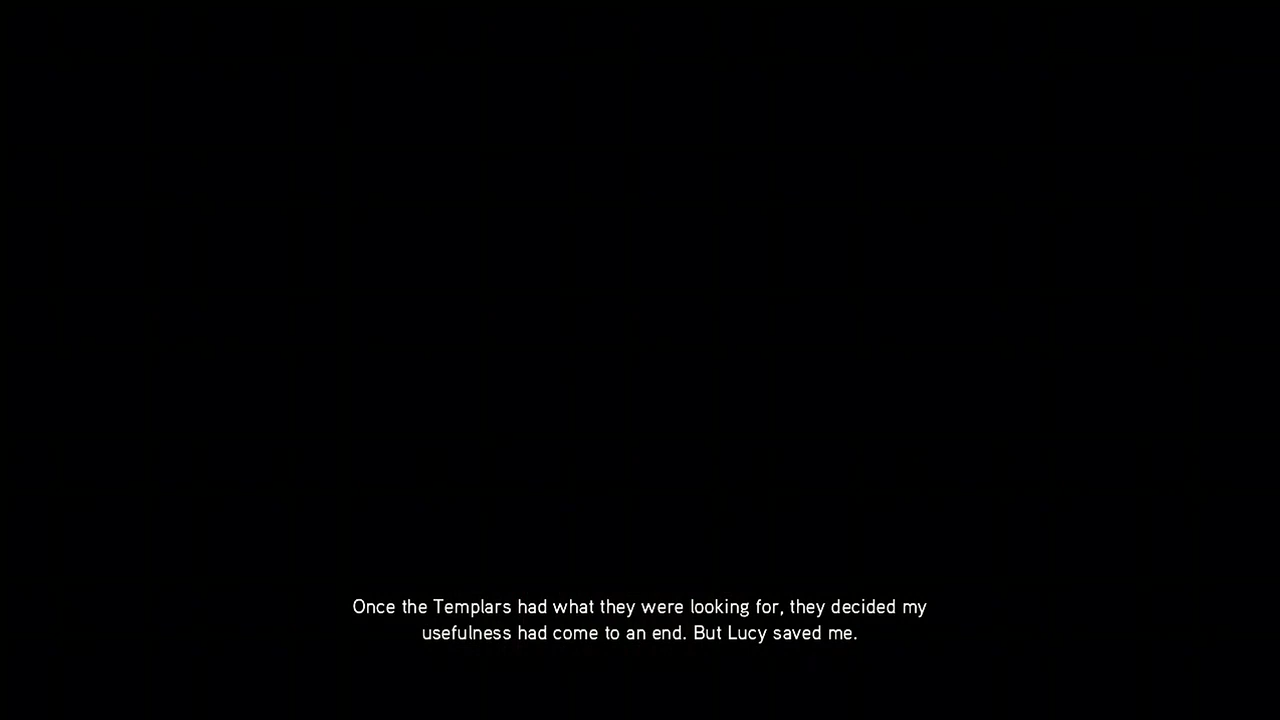 Once the Templars had what they were looking for, they decided my
usefulness had come to an end. But Lucy saved me.